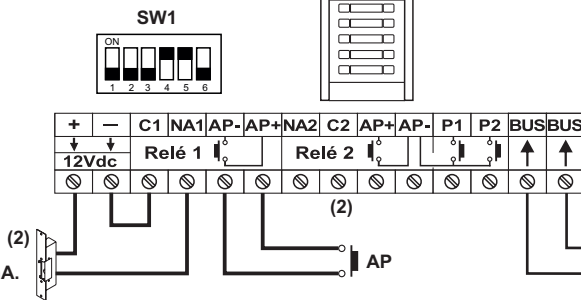 SW1
ON
1 2 3 4 5 6
+ — C1 NA1 AP- AP+ NA2 C2 AP+ AP- P1 P2 BUS BUS
12Vdc Relé 1 Relé 2
(2)
(2)
A.
AP